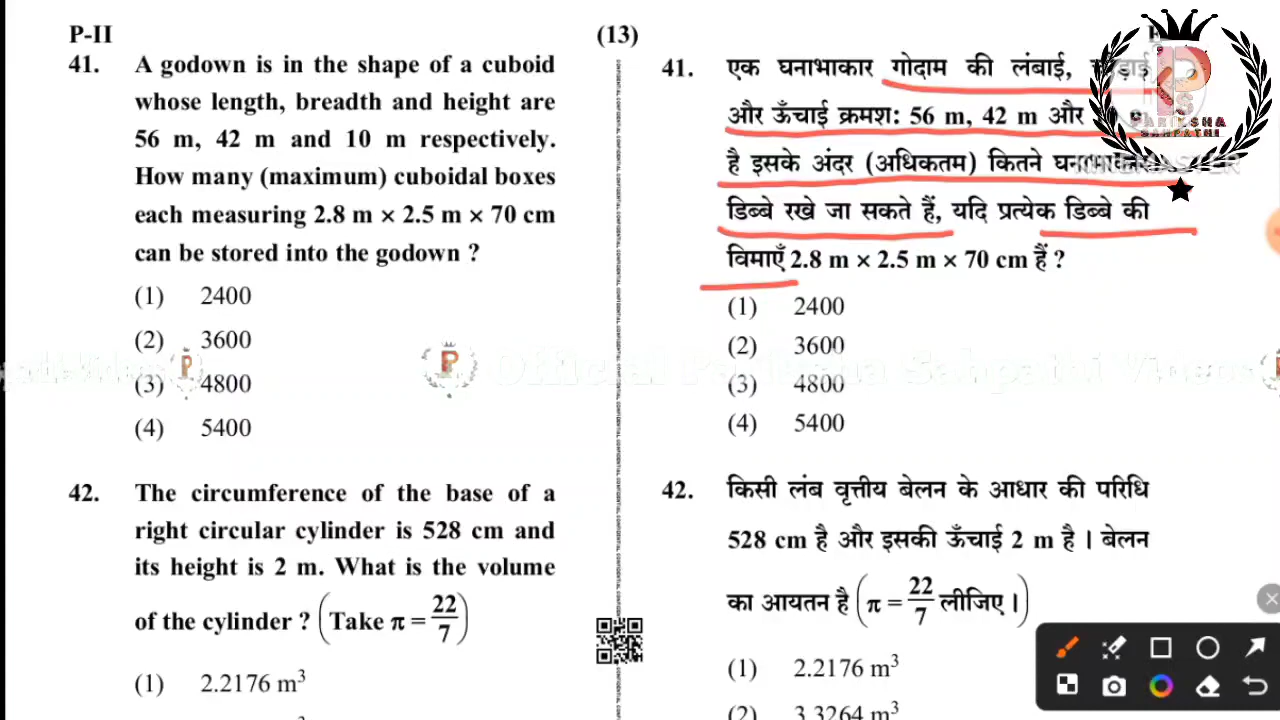 P-II
(13)
41. A godown is in the shape of a cuboid
whose length, breadth and height are
56 m, 42 m and 10 m respectively.
How many (maximum) cuboidal boxes
each measuring 2.8 m × 2.5 m × 70 cm
can be stored into the godown ?
(1) 2400
(2) 3600
(3) 4800
(4) 5400
42. The circumference of the base of a
right circular cylinder is 528 cm and
its height is 2 m. What is the volume
of the cylinder ? (Take π = 22/7)
(1) 2.2176 m³
41. एक घनाभाकार गोदाम की लंबाई,
और ऊँचाई क्रमश: 56 m, 42 m और
है इसके अंदर (अधिकतम) कितने
डिब्बे रखे जा सकते हैं, यदि प्रत्येक डिब्बे की
विमाएँ 2.8 m × 2.5 m × 70 cm हैं ?
(1) 2400
(2) 3600
(3) 4800
(4) 5400
42. किसी लंब वृत्तीय बेलन के आधार की परिधि
528 cm है और इसकी ऊँचाई 2 m है । बेलन
का आयतन है (π = 22/7 लीजिए ।)
(1) 2.2176 m³
(2) 3.3264 m³
PARIKSHA
SAHPATHI
KINEMASTER
Official Pariksha Sahpathi Videos